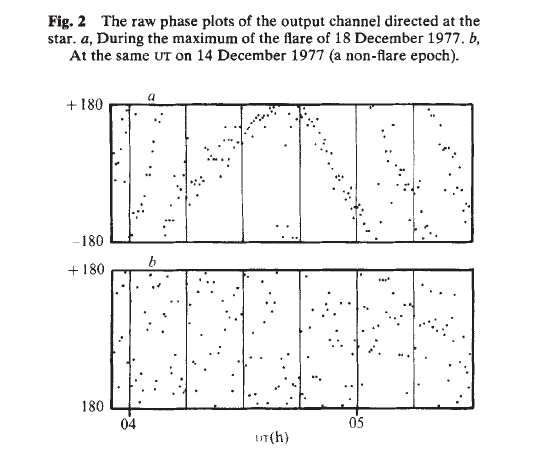 Fig. 2 The raw phase plots of the output channel directed at the
star. a, During the maximum of the flare of 18 December 1977. b,
At the same UT on 14 December 1977 (a non-flare epoch).
a
+180
-180
b
+180
180
04
05
UT(h)